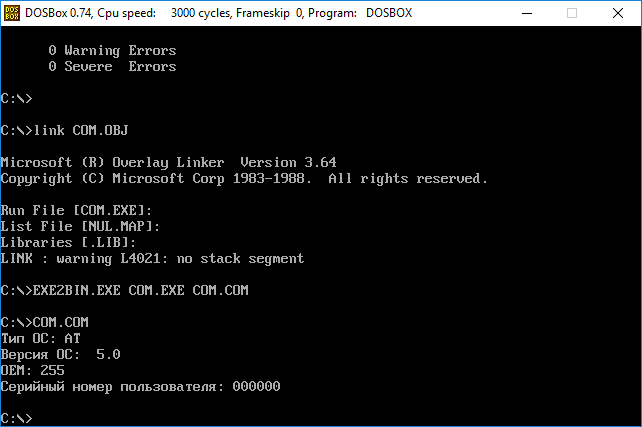 DOS BOX DOSBox 0.74, Cpu speed: 3000 cycles, Frameskip 0, Program: DOSBOX
0 Warning Errors
0 Severe Errors
C:\>
C:\>link COM.OBJ
Microsoft (R) Overlay Linker Version 3.64
Copyright (C) Microsoft Corp 1983-1988. All rights reserved.
Run File [COM.EXE]:
List File [NUL.MAP]:
Libraries [.LIB]:
LINK : warning L4021: no stack segment
C:\>EXE2BIN.EXE COM.EXE COM.COM
C:\>COM.COM
Тип ОС: AT
Версия ОС: 5.0
OEM: 255
Серийный номер пользователя: 000000
C:\>